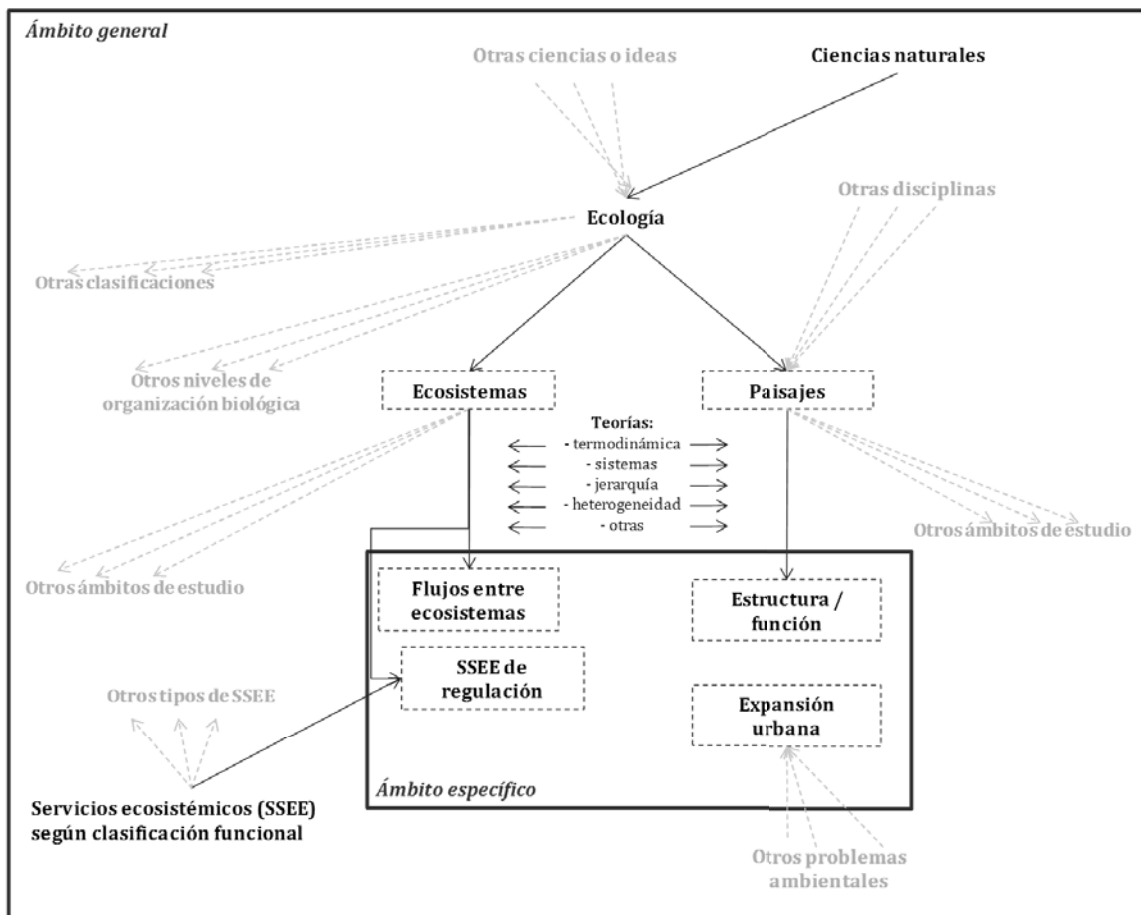 Ámbito general
Otras ciencias o ideas
Ciencias naturales
Otras disciplinas
Ecología
Otras clasificaciones
Otros niveles de
organización biológica
Ecosistemas
Paisajes
Teorías:
- termodinámica
- sistemas
- jerarquía
- heterogeneidad
- otras
Otros ámbitos de estudio
Otros ámbitos de estudio
Flujos entre
ecosistemas
Estructura /
función
SSEE de
regulación
Otros tipos de SSEE
Expansión
urbana
Ámbito específico
Servicios ecosistémicos (SSEE)
según clasificación funcional
Otros problemas
ambientales